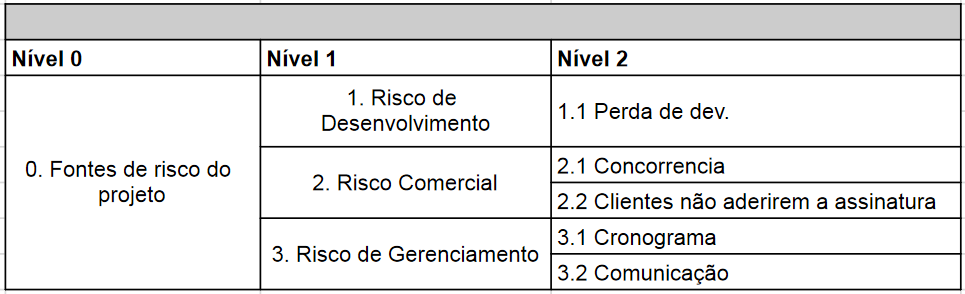 Nível 0
Nível 1
Nível 2
0. Fontes de risco do
projeto
1. Risco de
Desenvolvimento
1.1 Perda de dev.
2. Risco Comercial
2.1 Concorrencia
2.2 Clientes não aderirem a assinatura
3. Risco de Gerenciamento
3.1 Cronograma
3.2 Comunicação